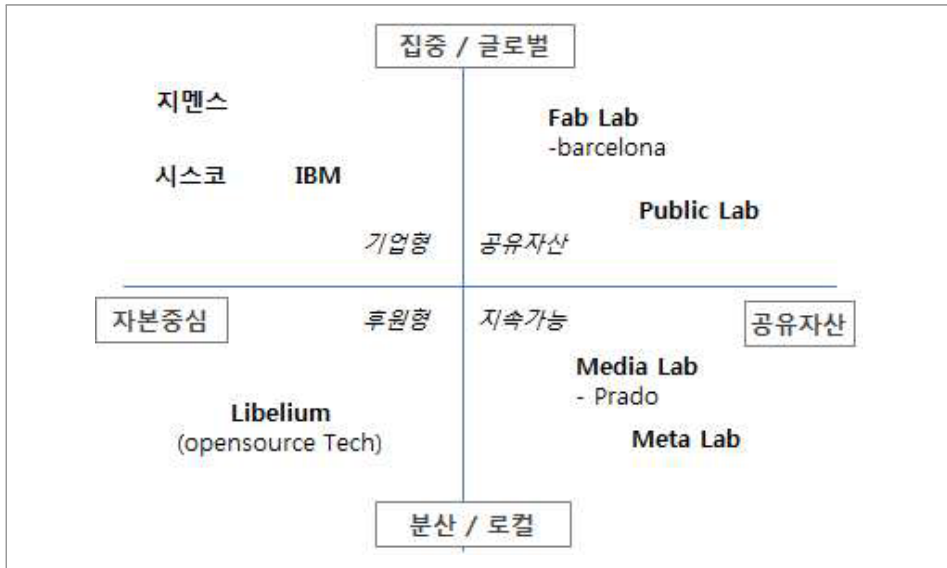 집중 / 글로벌
지멘스
Fab Lab
-barcelona
시스코
IBM
Public Lab
기업형
공유자산
자본중심
후원형
지속가능
공유자산
Media Lab
- Prado
Libelium
(opensource Tech)
Meta Lab
분산 / 로컬